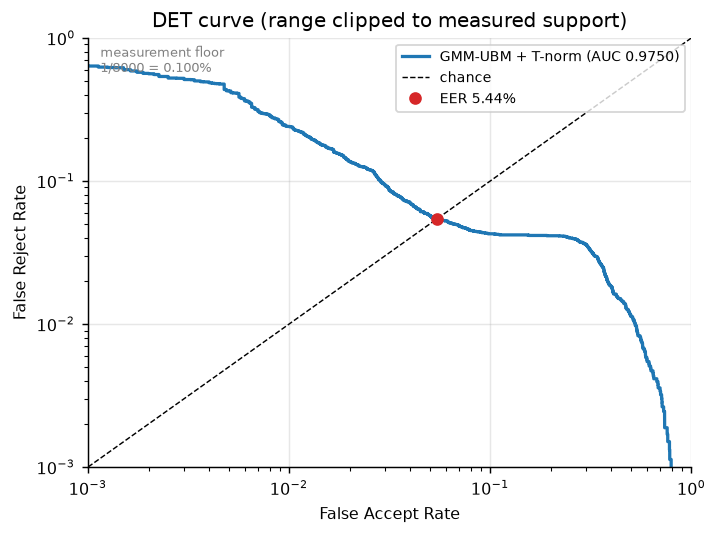 DET curve (range clipped to measured support)
measurement floor
1/8000 = 0.100%
GMM-UBM + T-norm (AUC 0.9750)
chance
EER 5.44%
False Reject Rate
10⁰
10⁻¹
10⁻²
10⁻³
10⁻³ 10⁻² 10⁻¹ 10⁰
False Accept Rate